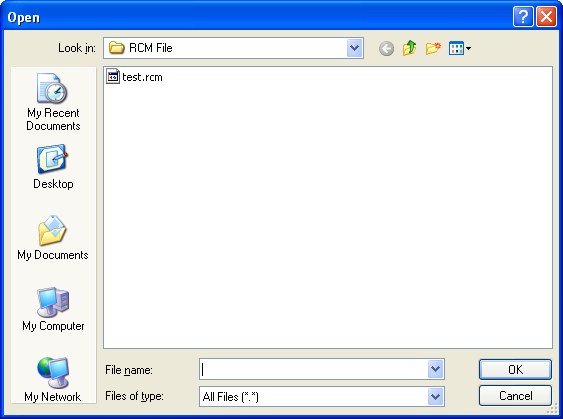 Open
Look in: RCM File
test.rcm
My Recent
Documents
Desktop
My Documents
My Computer
My Network
File name:
OK
Files of type: All Files (*.*)
Cancel